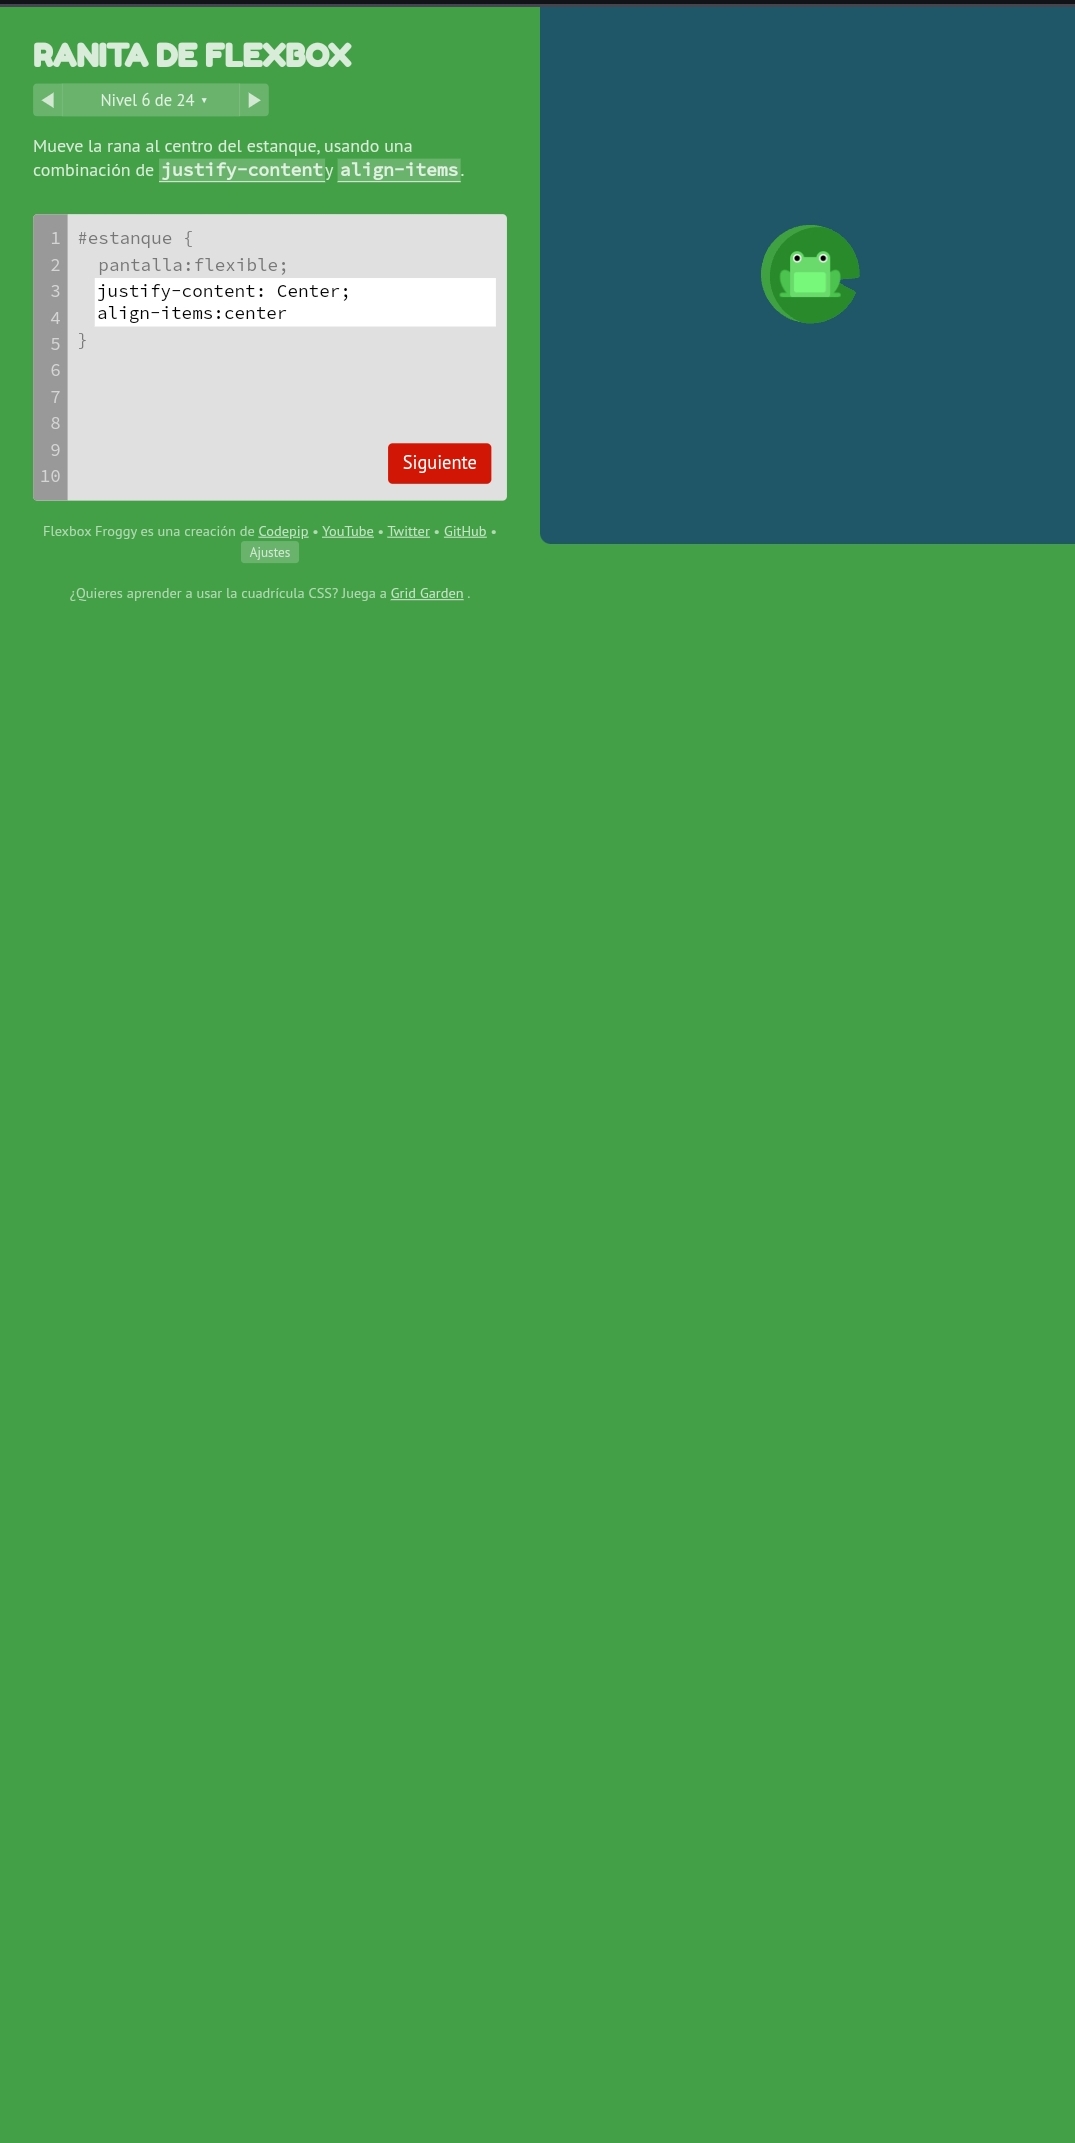 RANITA DE FLEXBOX
Nivel 6 de 24 ▾
Mueve la rana al centro del estanque, usando una
combinación de justify-content y align-items.
1 #estanque {
2 pantalla:flexible;
3 justify-content: Center;
4 align-items:center
5 }
6
7
8
9
10
Siguiente
Flexbox Froggy es una creación de Codepip • YouTube • Twitter • GitHub •
Ajustes
¿Quieres aprender a usar la cuadrícula CSS? Juega a Grid Garden .